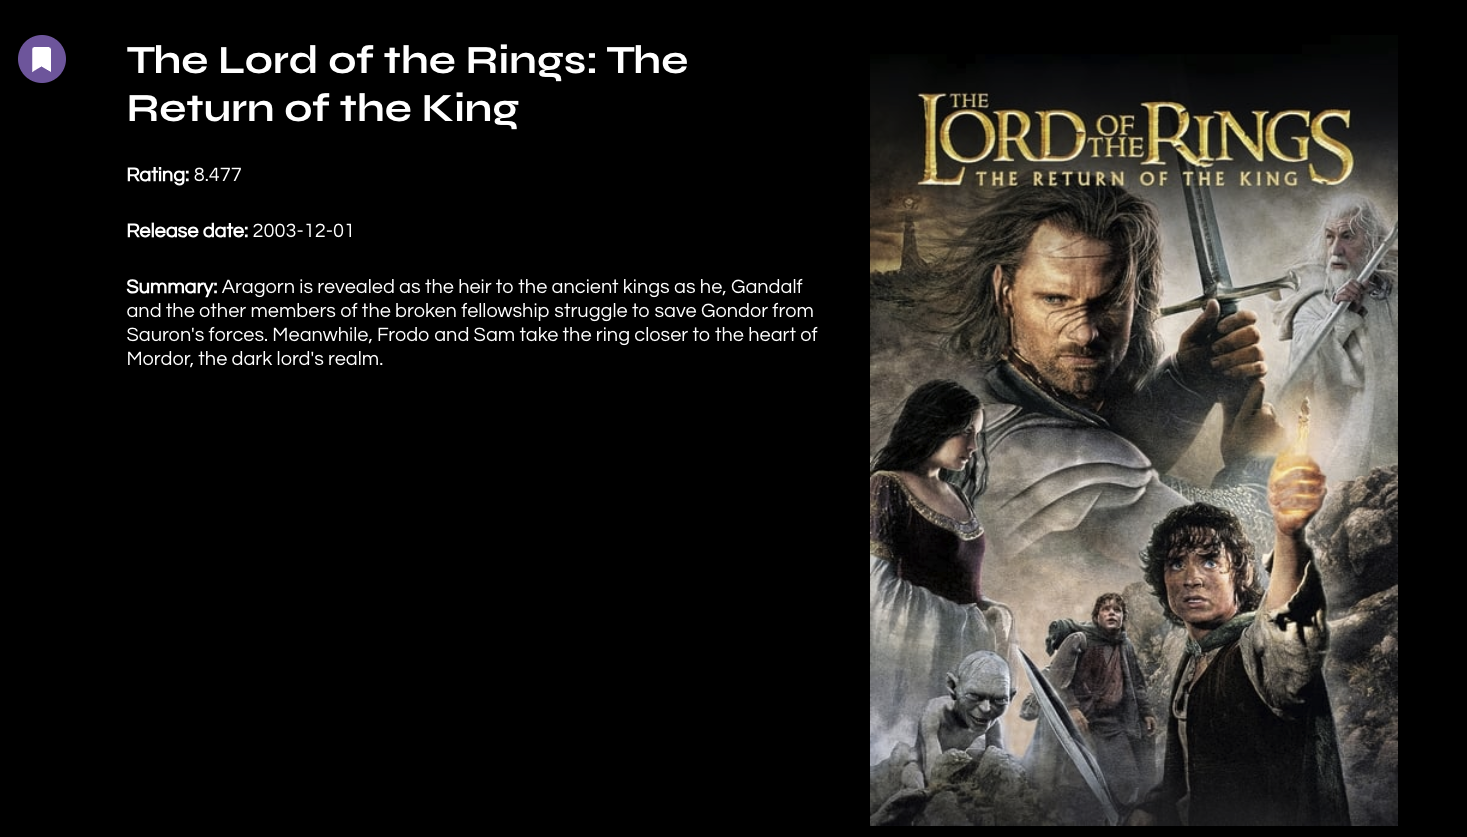 The Lord of the Rings: The
Return of the King
Rating: 8.477
Release date: 2003-12-01
Summary: Aragorn is revealed as the heir to the ancient kings as he, Gandalf
and the other members of the broken fellowship struggle to save Gondor from
Sauron's forces. Meanwhile, Frodo and Sam take the ring closer to the heart of
Mordor, the dark lord's realm.
THE LORD OF THE RINGS
THE RETURN OF THE KING